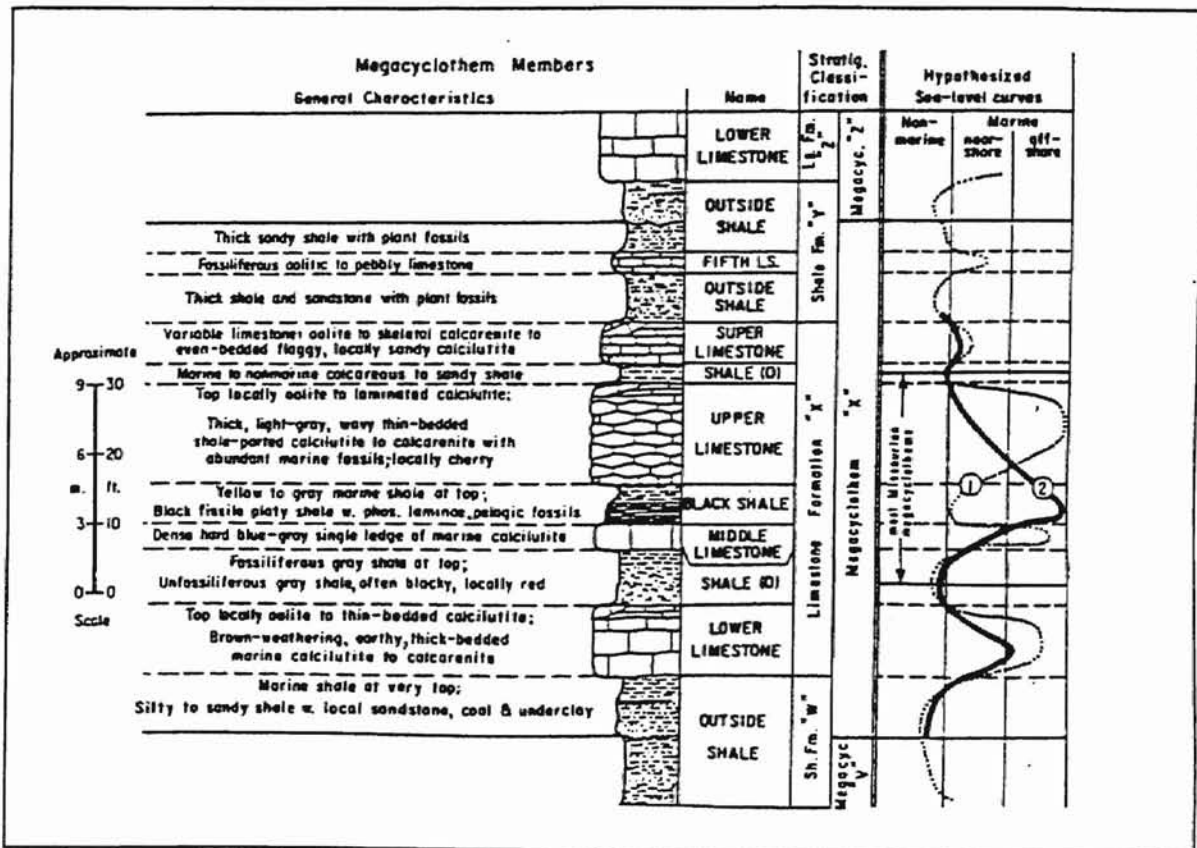 Megacyclothem Members
General Characteristics
Name
Stratig.
Classi-
fication
Hypothesized
Sea-level curves
Non-
marine
Marine
near-
shore
off-
shore
LOWER
LIMESTONE
Ls. Fm.
"Z"
Megacyc. "Z"
OUTSIDE
SHALE
Thick sandy shale with plant fossils
Fossiliferous oolitic to pebbly limestone
FIFTH LS.
Shale Fm. "Y"
Thick shale and sandstone with plant fossils
OUTSIDE
SHALE
Variable limestone: oolite to skeletal calcarenite to
even-bedded flaggy, locally sandy calcilutite
SUPER
LIMESTONE
Marine to nonmarine calcareous to sandy shale
SHALE (O)
Top locally oolite to laminated calcilutite;
Thick, light-gray, wavy thin-bedded
shale-parted calcilutite to calcarenite with
abundant marine fossils; locally cherty
UPPER
LIMESTONE
Yellow to gray marine shale at top;
Black fissile platy shale w. phos. laminae, pelagic fossils
BLACK SHALE
Dense hard blue-gray single ledge of marine calcilutite
MIDDLE
LIMESTONE
Fossiliferous gray shale at top;
Unfossiliferous gray shale, often blocky, locally red
SHALE (O)
Top locally oolite to thin-bedded calcilutite;
Brown-weathering, earthy, thick-bedded
marine calcilutite to calcarenite
LOWER
LIMESTONE
Marine shale at very top;
Silty to sandy shale w. local sandstone, coal & underclay
OUTSIDE
SHALE
Limestone Formation "X"
Megacyclothem "X"
most Missourian
megacyclothems
1
2
Sh. Fm. "W"
Megacyc
"V"
Approximate
9 30
6 20
m. ft.
3 10
0 0
Scale